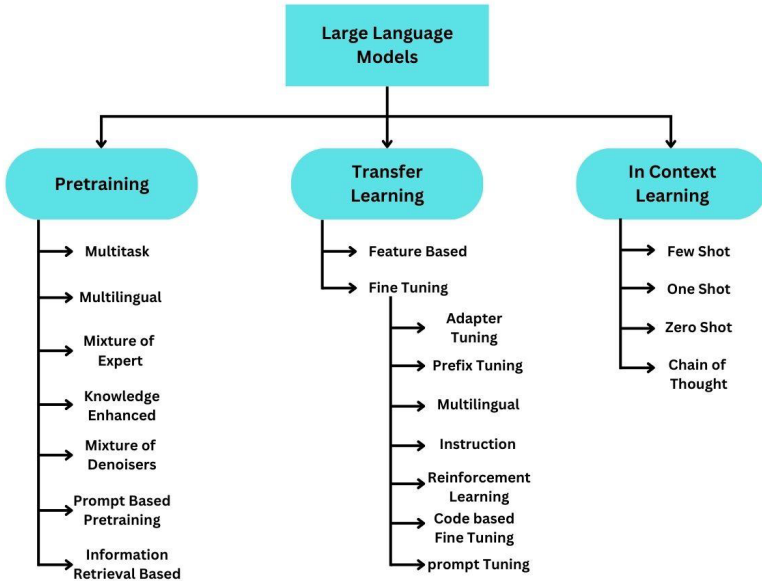 Large Language
Models
Pretraining
Multitask
Multilingual
Mixture of
Expert
Knowledge
Enhanced
Mixture of
Denoisers
Prompt Based
Pretraining
Information
Retrieval Based
Transfer
Learning
Feature Based
Fine Tuning
Adapter
Tuning
Prefix Tuning
Multilingual
Instruction
Reinforcement
Learning
Code based
Fine Tuning
prompt Tuning
In Context
Learning
Few Shot
One Shot
Zero Shot
Chain of
Thought